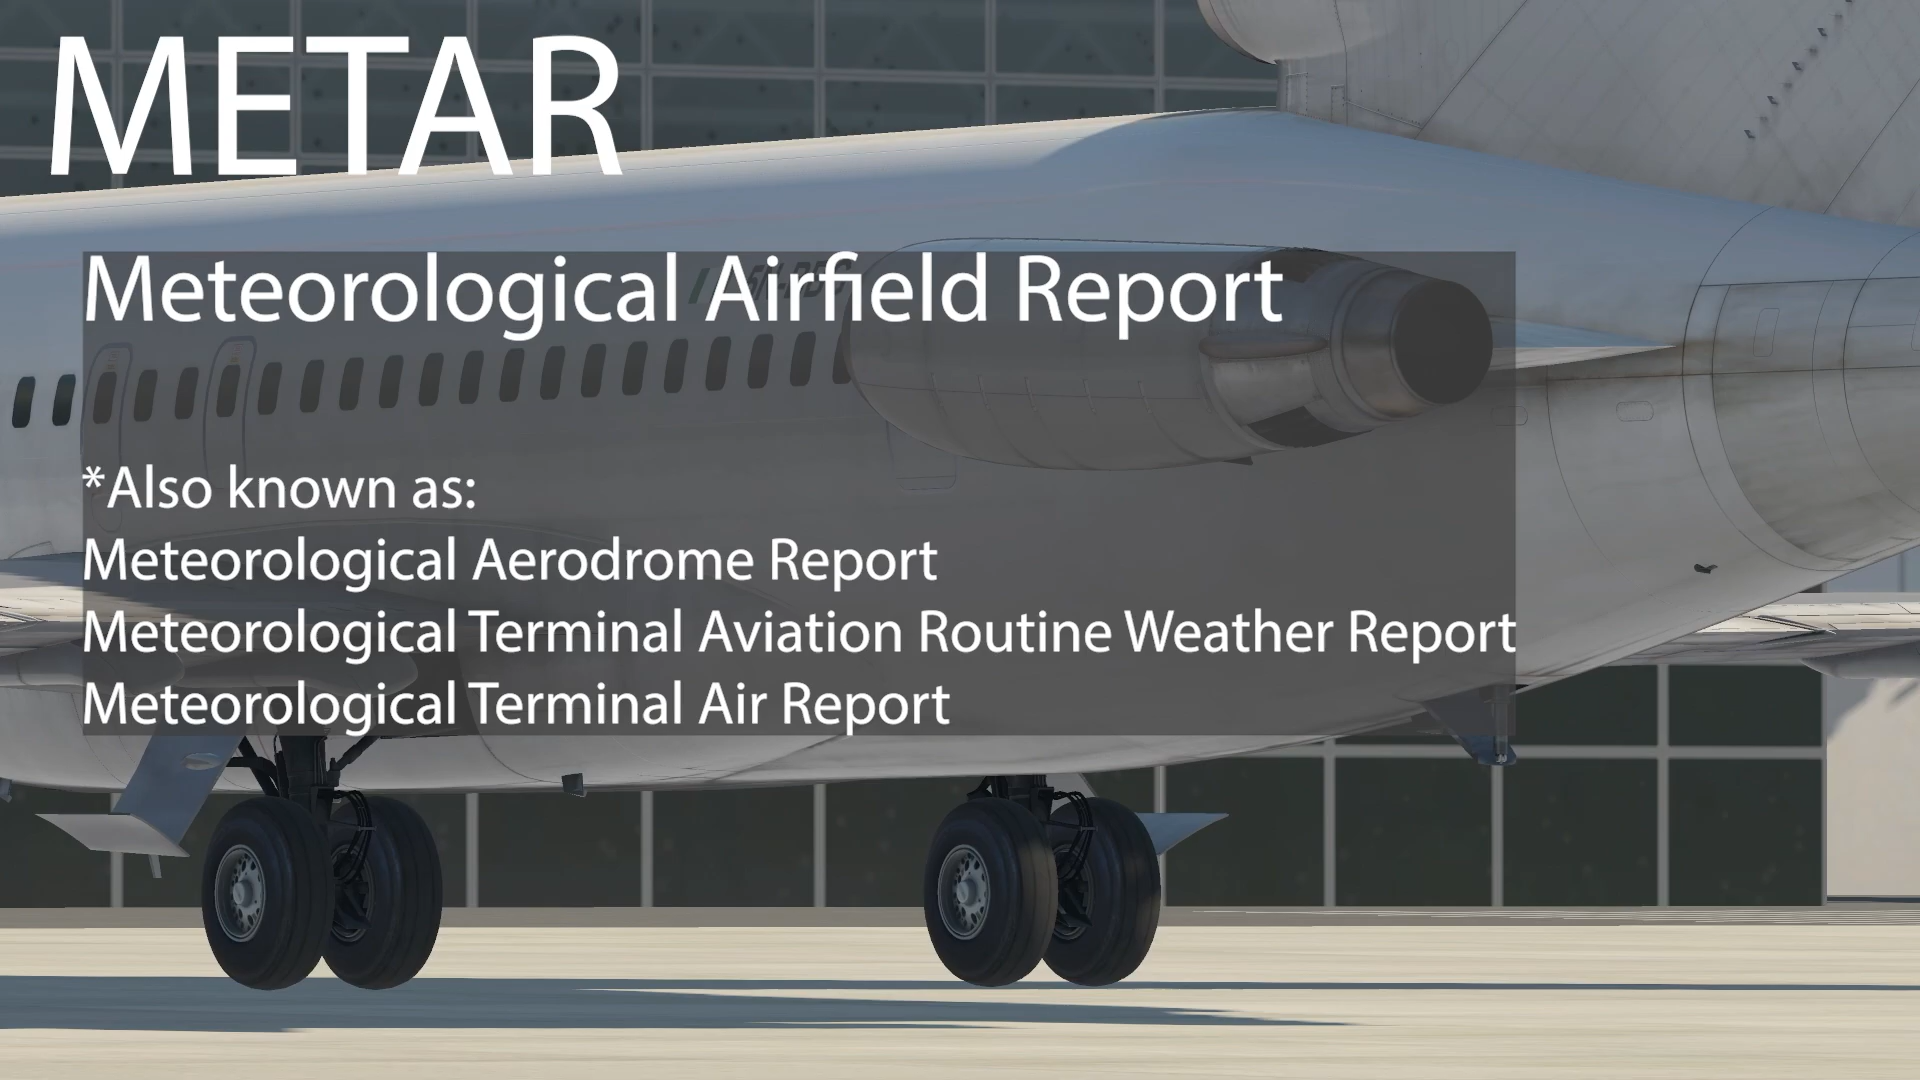 METAR
Meteorological Airfield Report
*Also known as:
Meteorological Aerodrome Report
Meteorological Terminal Aviation Routine Weather Report
Meteorological Terminal Air Report